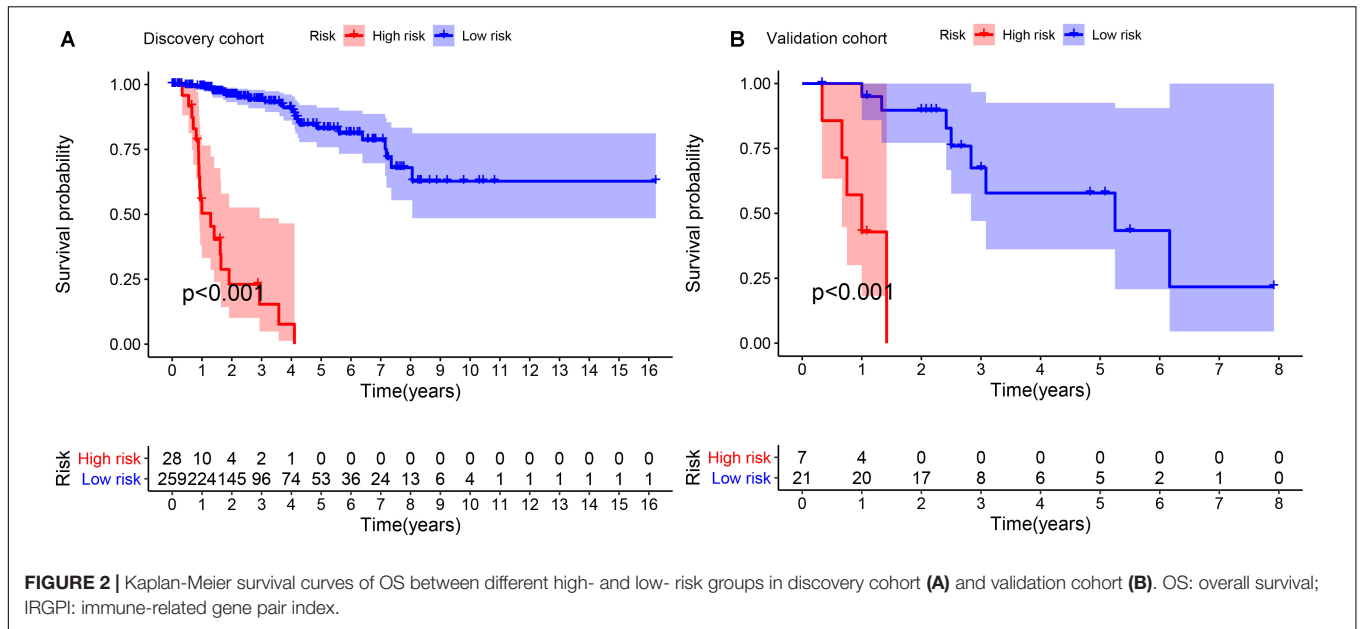 A Discovery cohort Risk High risk Low risk
Survival probability
1.00
0.75
0.50
0.25
0.00
p<0.001
0 1 2 3 4 5 6 7 8 9 10 11 12 13 14 15 16
Time(years)
Risk
High risk 28 10 4 2 1 0 0 0 0 0 0 0 0 0 0 0 0
Low risk 259 224 145 96 74 53 36 24 13 6 4 1 1 1 1 1 1
0 1 2 3 4 5 6 7 8 9 10 11 12 13 14 15 16
Time(years)
B Validation cohort Risk High risk Low risk
Survival probability
1.00
0.75
0.50
0.25
0.00
p<0.001
0 1 2 3 4 5 6 7 8
Time(years)
Risk
High risk 7 4 0 0 0 0 0 0 0
Low risk 21 20 17 8 6 5 2 1 0
0 1 2 3 4 5 6 7 8
Time(years)
FIGURE 2 | Kaplan-Meier survival curves of OS between different high- and low- risk groups in discovery cohort (A) and validation cohort (B). OS: overall survival;
IRGPI: immune-related gene pair index.